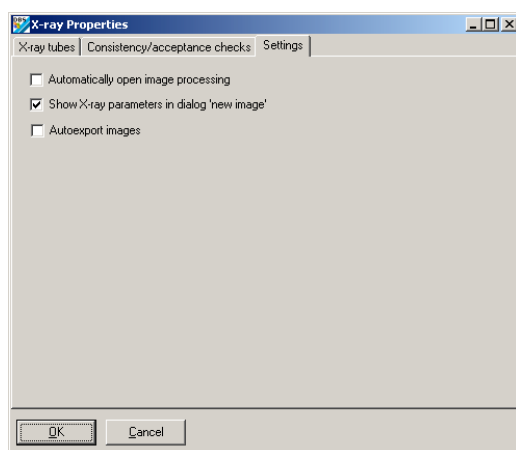 X-ray Properties
X-ray tubes Consistency/acceptance checks Settings
Automatically open image processing
Show X-ray parameters in dialog 'new image'
Autoexport images
OK Cancel